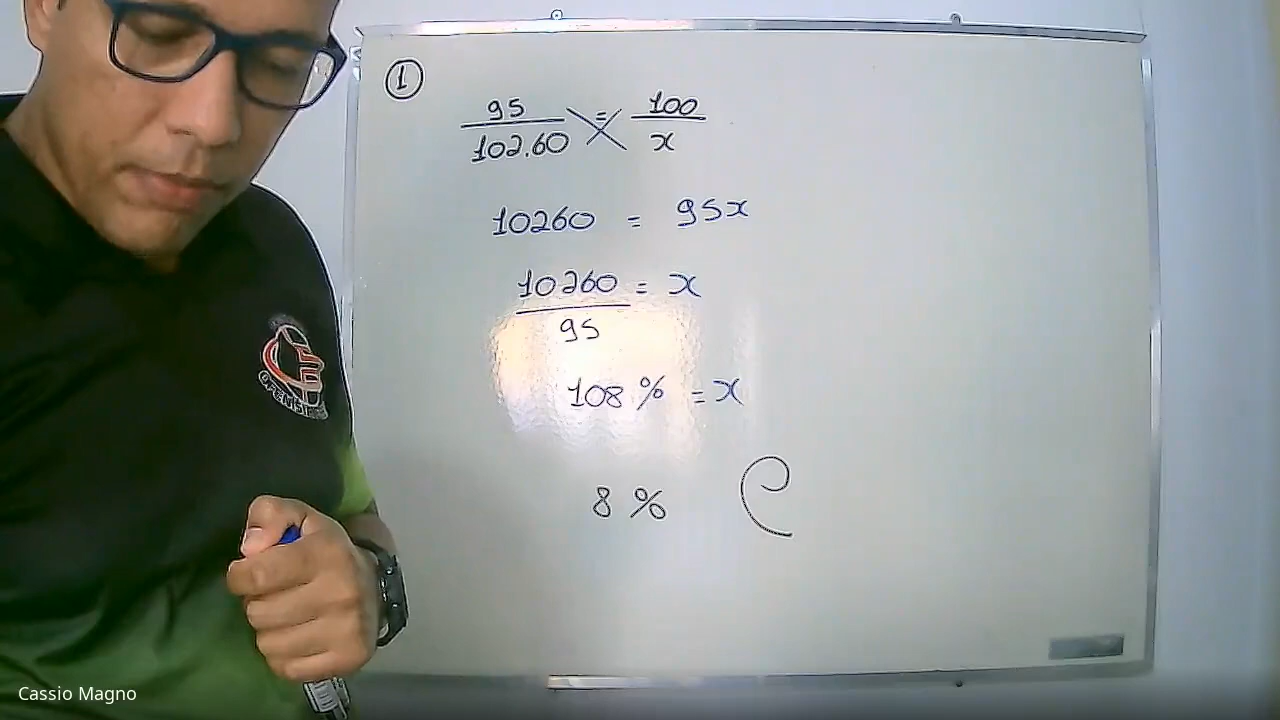 1
95/102.60 = 100/x
10260 = 95x
10260/95 = x
108% = x
8% e
Cassio Magno